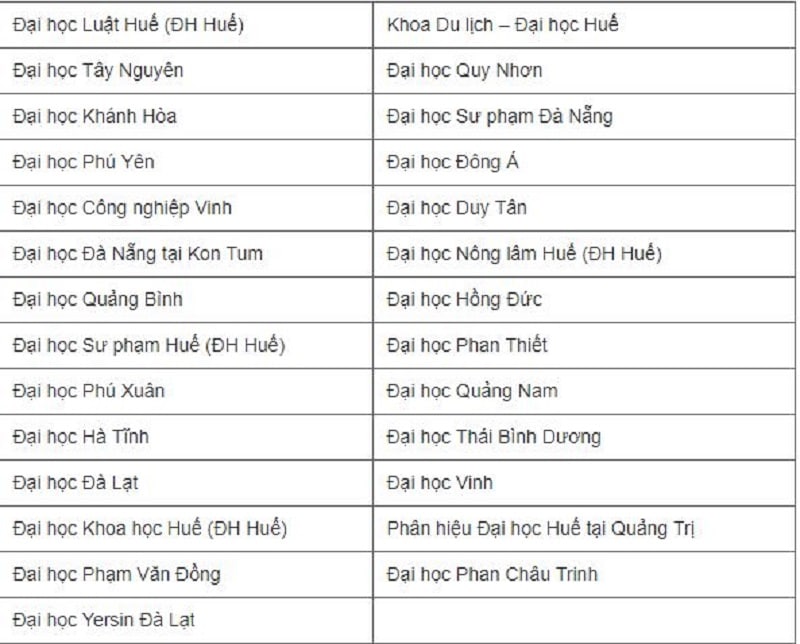 Đại học Luật Huế (ĐH Huế)
Khoa Du lịch – Đại học Huế
Đại học Tây Nguyên
Đại học Quy Nhơn
Đại học Khánh Hòa
Đại học Sư phạm Đà Nẵng
Đại học Phú Yên
Đại học Đông Á
Đại học Công nghiệp Vinh
Đại học Duy Tân
Đại học Đà Nẵng tại Kon Tum
Đại học Nông lâm Huế (ĐH Huế)
Đại học Quảng Bình
Đại học Hồng Đức
Đại học Sư phạm Huế (ĐH Huế)
Đại học Phan Thiết
Đại học Phú Xuân
Đại học Quảng Nam
Đại học Hà Tĩnh
Đại học Thái Bình Dương
Đại học Đà Lạt
Đại học Vinh
Đại học Khoa học Huế (ĐH Huế)
Phân hiệu Đại học Huế tại Quảng Trị
Đai học Phạm Văn Đồng
Đại học Phan Châu Trinh
Đại học Yersin Đà Lạt